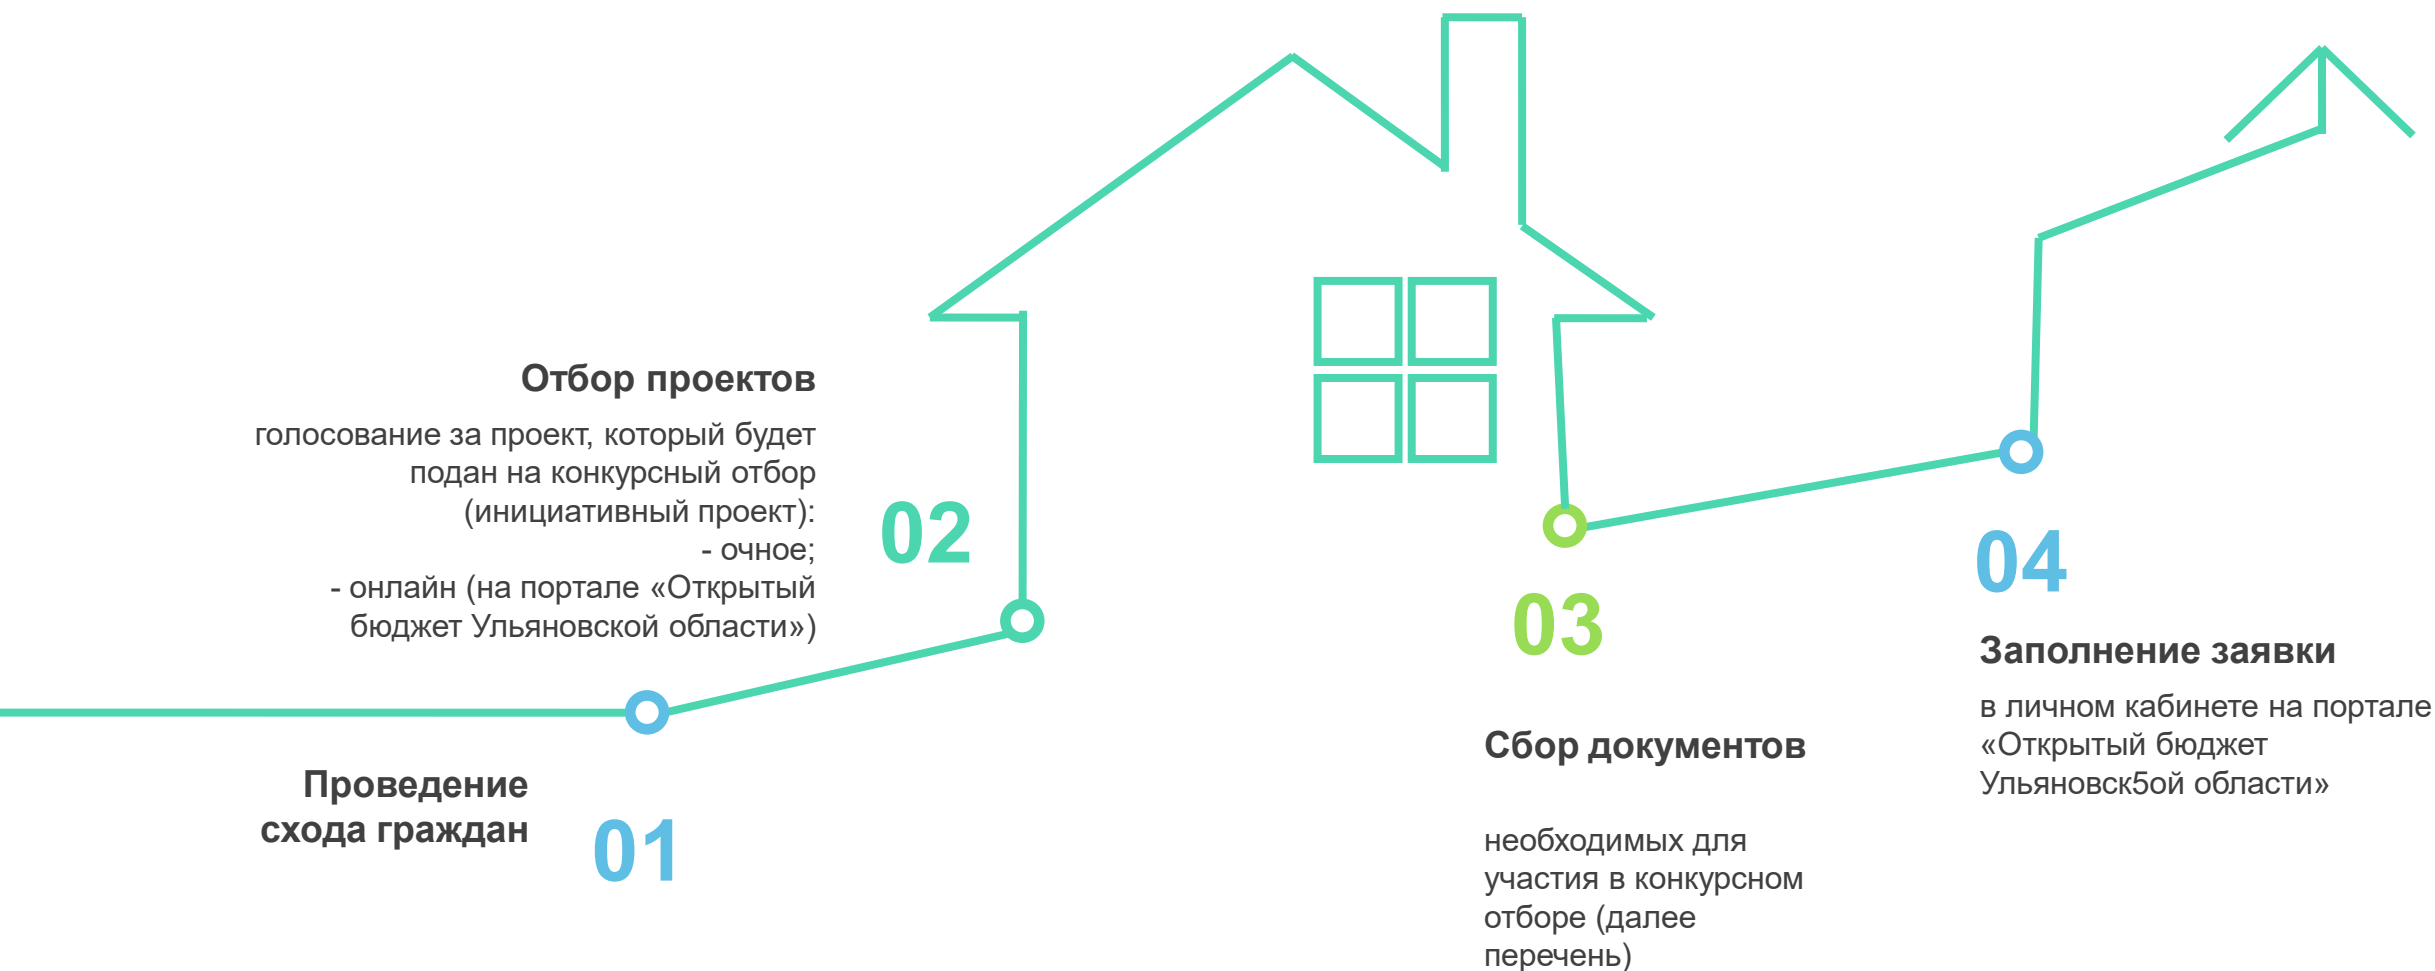 01
Проведение
схода граждан
02
Отбор проектов
голосование за проект, который будет
подан на конкурсный отбор
(инициативный проект):
- очное;
- онлайн (на портале «Открытый
бюджет Ульяновской области»)
03
Сбор документов
необходимых для
участия в конкурсном
отборе (далее
перечень)
04
Заполнение заявки
в личном кабинете на портале
«Открытый бюджет
Ульяновск5ой области»